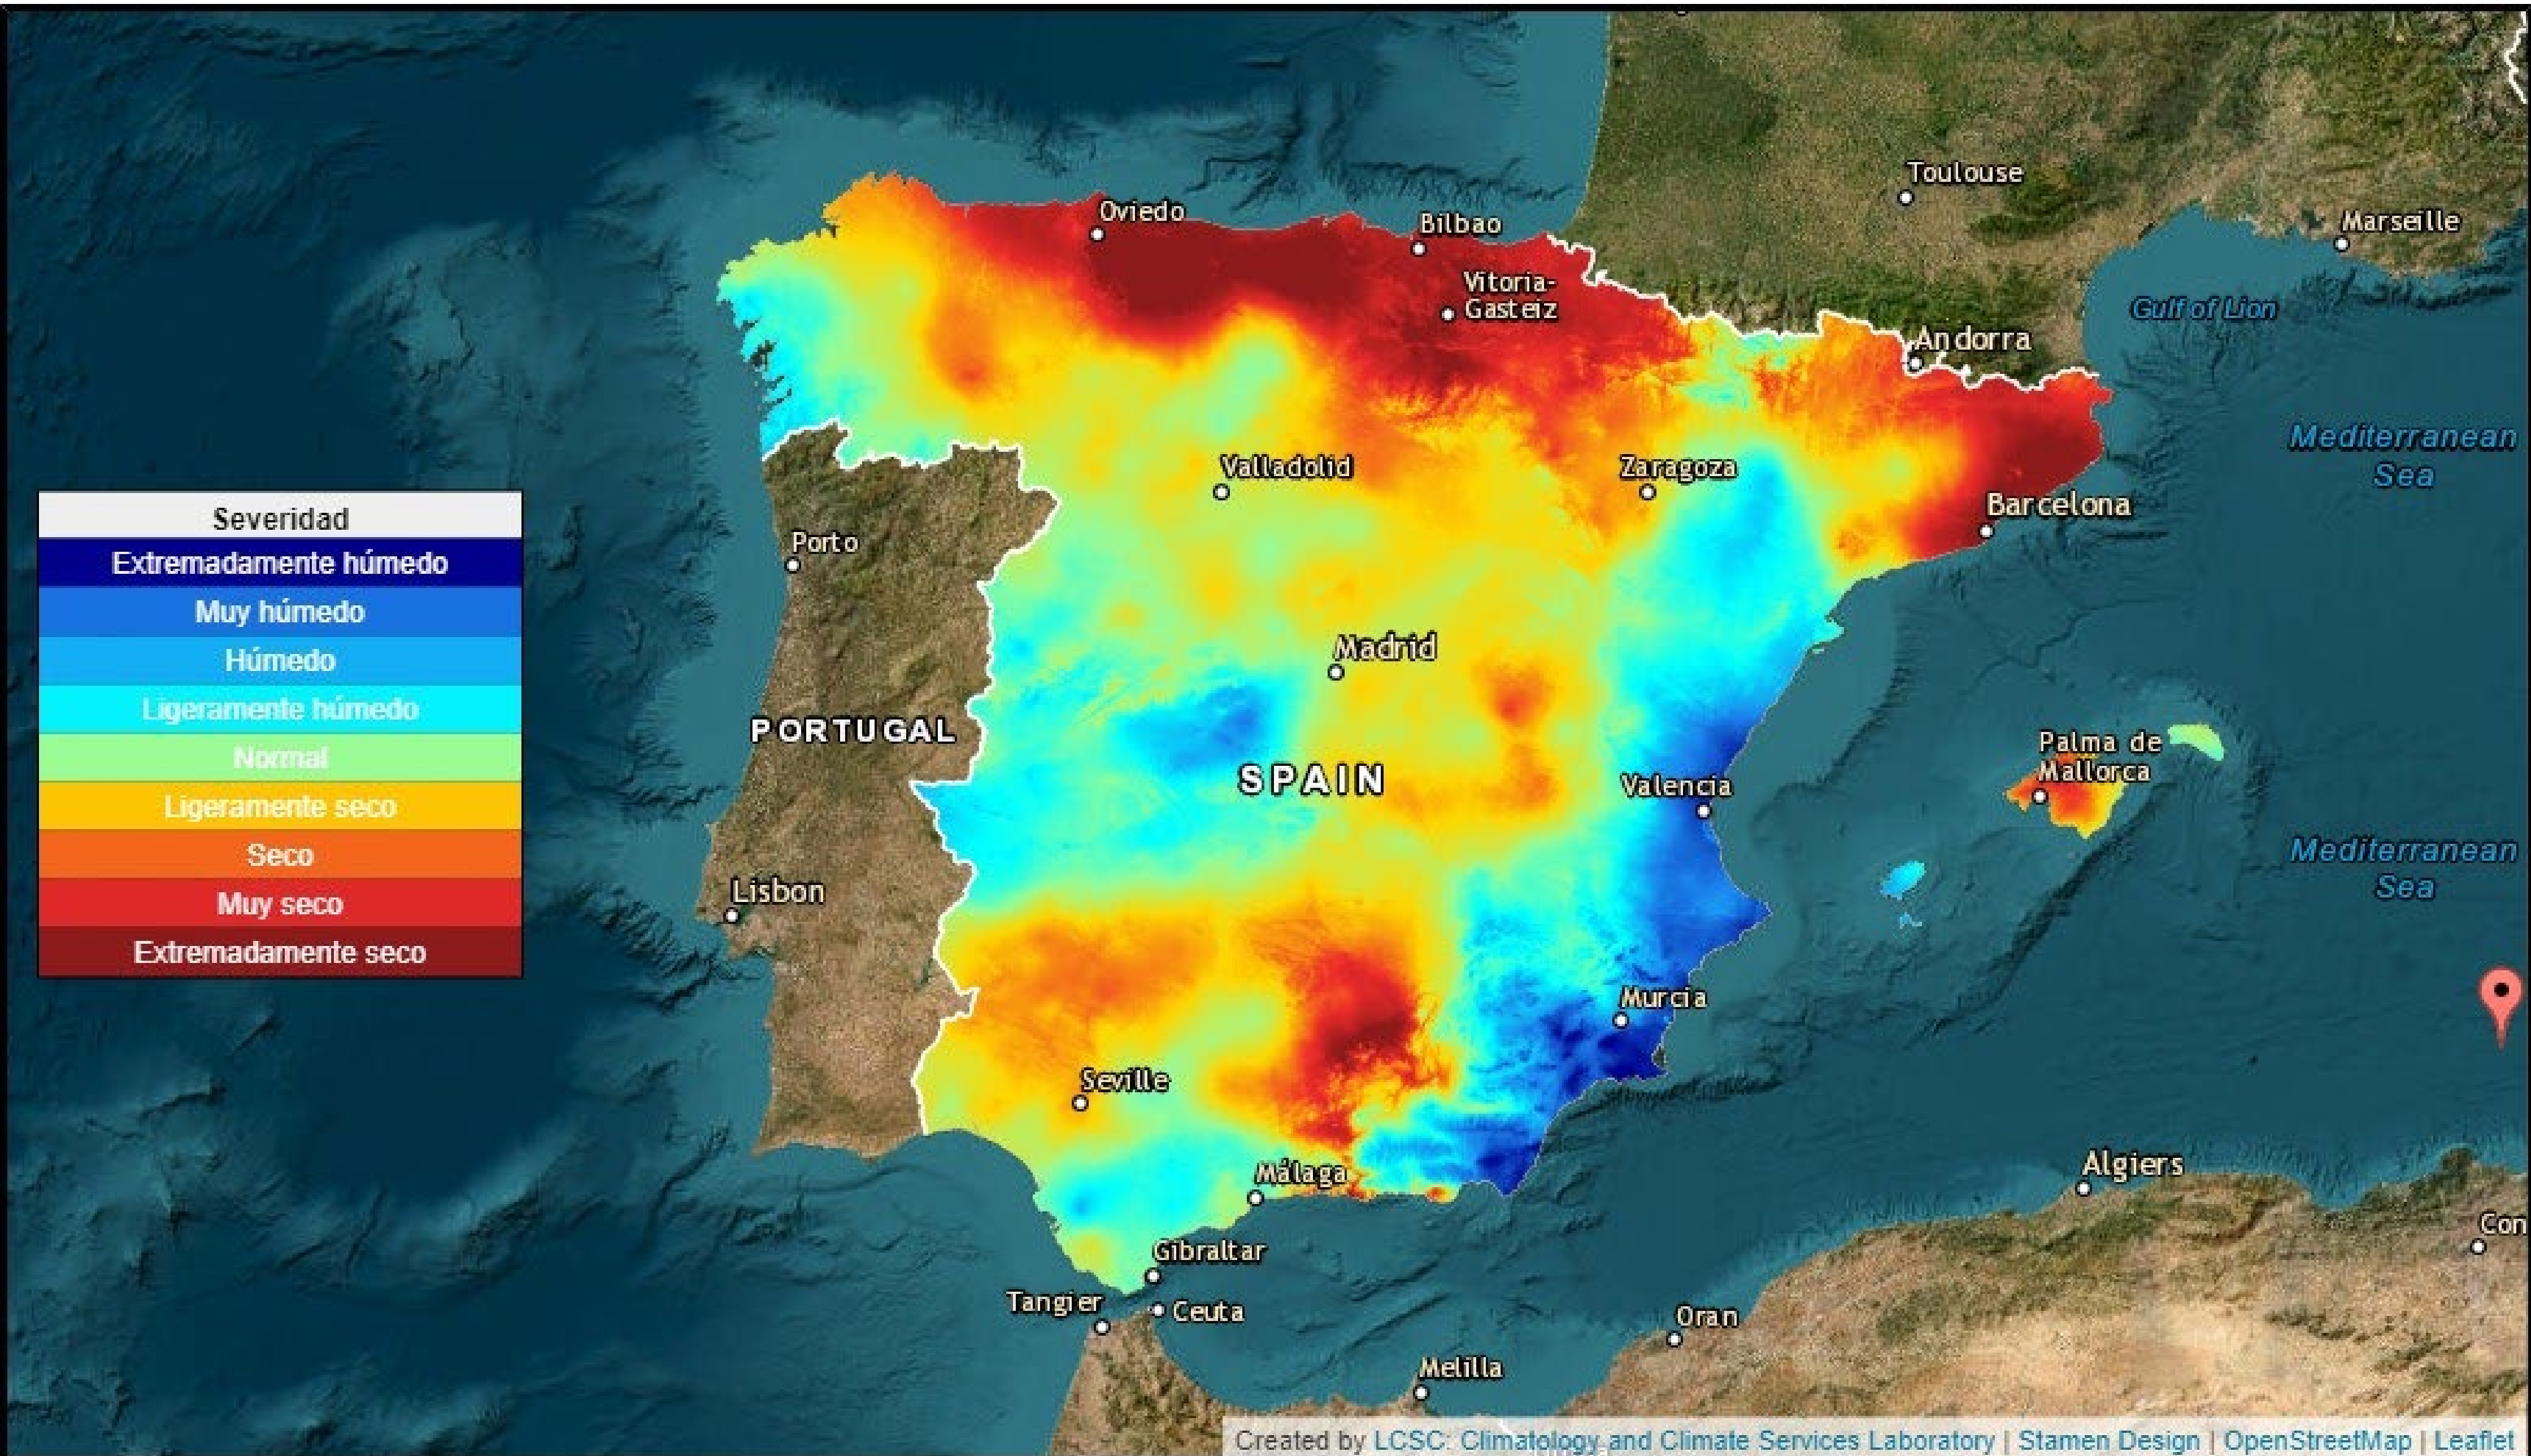 Toulouse
Marseille
Oviedo
Bilbao
Vitoria-
Gasteiz
Gulf of Lion
Andorra
Mediterranean
Sea
Valladolid
Zaragoza
Barcelona
Porto
Severidad
Extremadamente húmedo
Muy húmedo
Húmedo
Ligeramente húmedo
Normal
Ligeramente seco
Seco
Muy seco
Extremadamente seco
Madrid
PORTUGAL
SPAIN
Valencia
Palma de
Mallorca
Mediterranean
Sea
Lisbon
Murcia
Seville
Málaga
Algiers
Con
Gibraltar
Tangier
Ceuta
Oran
Melilla
Created by LCSC: Climatology and Climate Services Laboratory | Stamen Design | OpenStreetMap | Leaflet